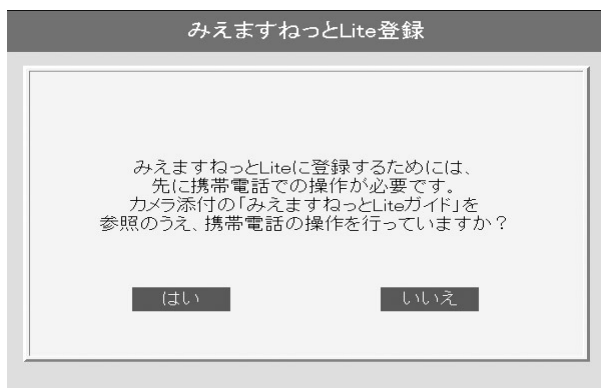 みえますねっとLite登録
みえますねっとLiteに登録するためには、
先に携帯電話での操作が必要です。
カメラ添付の「みえますねっとLiteガイド」を
参照のうえ、携帯電話の操作を行っていますか？
はい
いいえ